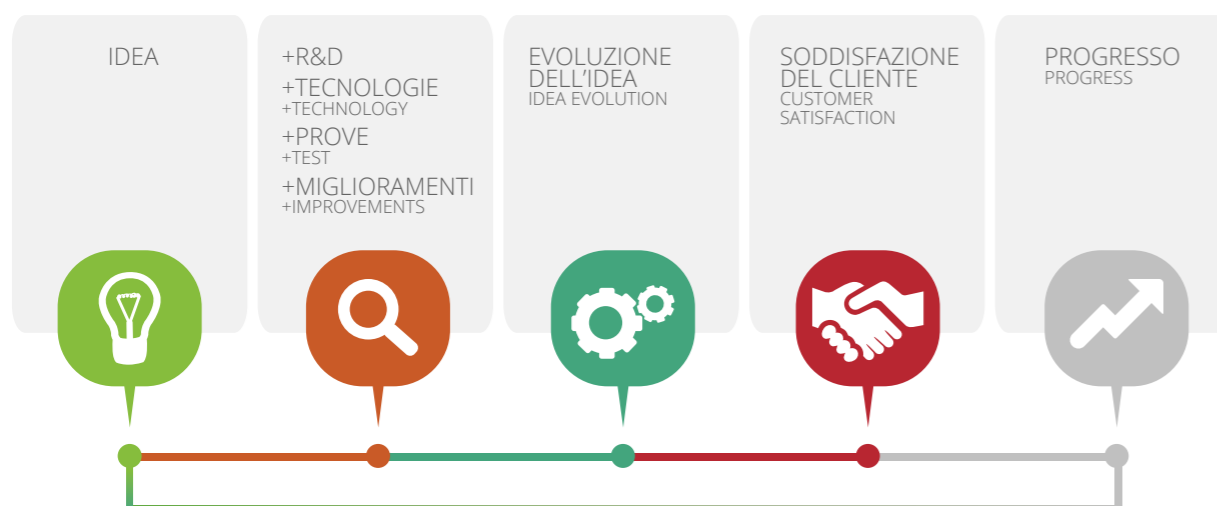 IDEA
+R&D
+TECNOLOGIE
+TECHNOLOGY
+PROVE
+TEST
+MIGLIORAMENTI
+IMPROVEMENTS
EVOLUZIONE
DELL'IDEA
IDEA EVOLUTION
SODDISFAZIONE
DEL CLIENTE
CUSTOMER
SATISFACTION
PROGRESSO
PROGRESS